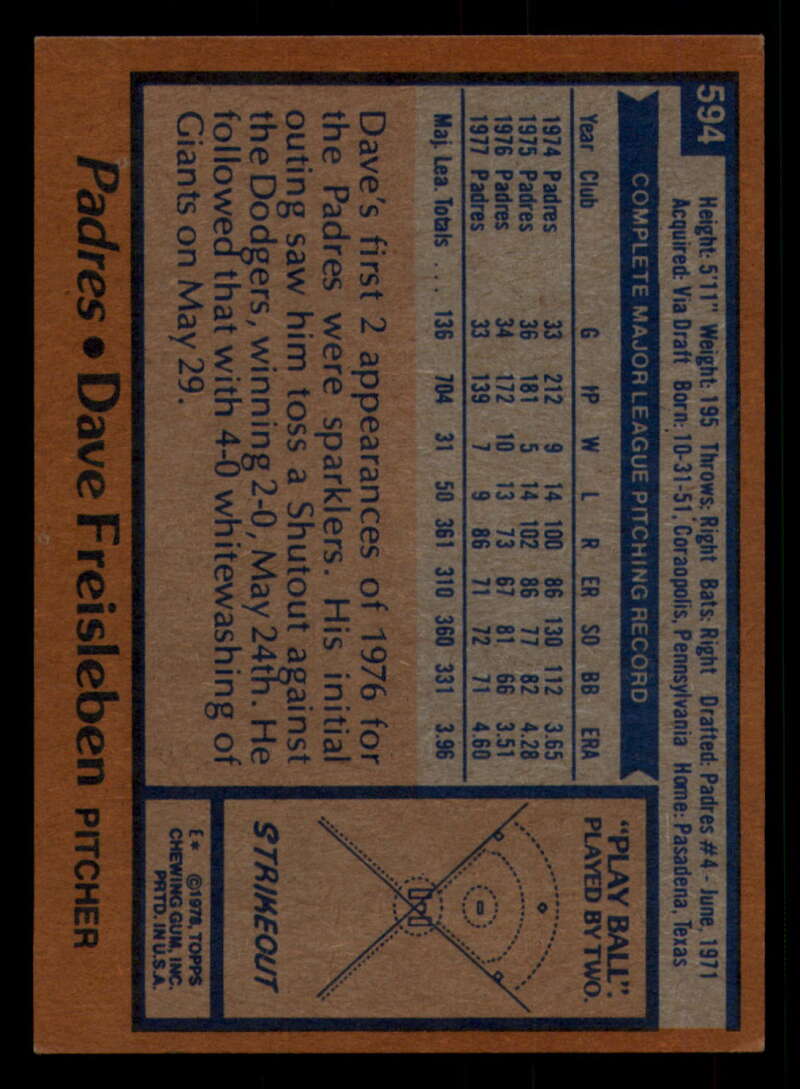 594
Height: 5'11" Weight: 195 Throws: Right Bats: Right Drafted: Padres #4 - June, 1971
Acquired: Via Draft Born: 10-31-51, Coraopolis, Pennsylvania Home: Pasadena, Texas
COMPLETE MAJOR LEAGUE PITCHING RECORD
Year Club G IP W L R ER SO BB ERA
1974 Padres 33 212 9 14 100 86 130 112 3.65
1975 Padres 36 181 5 14 102 86 77 82 4.28
1976 Padres 34 172 10 13 73 67 81 66 3.51
1977 Padres 33 139 7 9 86 71 72 71 4.60
Maj. Lea. Totals ... 136 704 31 50 361 310 360 331 3.96
Dave's first 2 appearances of 1976 for
the Padres were sparklers. His initial
outing saw him toss a Shutout against
the Dodgers, winning 2-0, May 24th. He
followed that with 4-0 whitewashing of
Giants on May 29.
"PLAY BALL".
PLAYED BY TWO.
STRIKEOUT
E* ©1978, TOPPS
CHEWING GUM, INC.
PRTD. IN U.S.A.
Padres • Dave Freisleben PITCHER